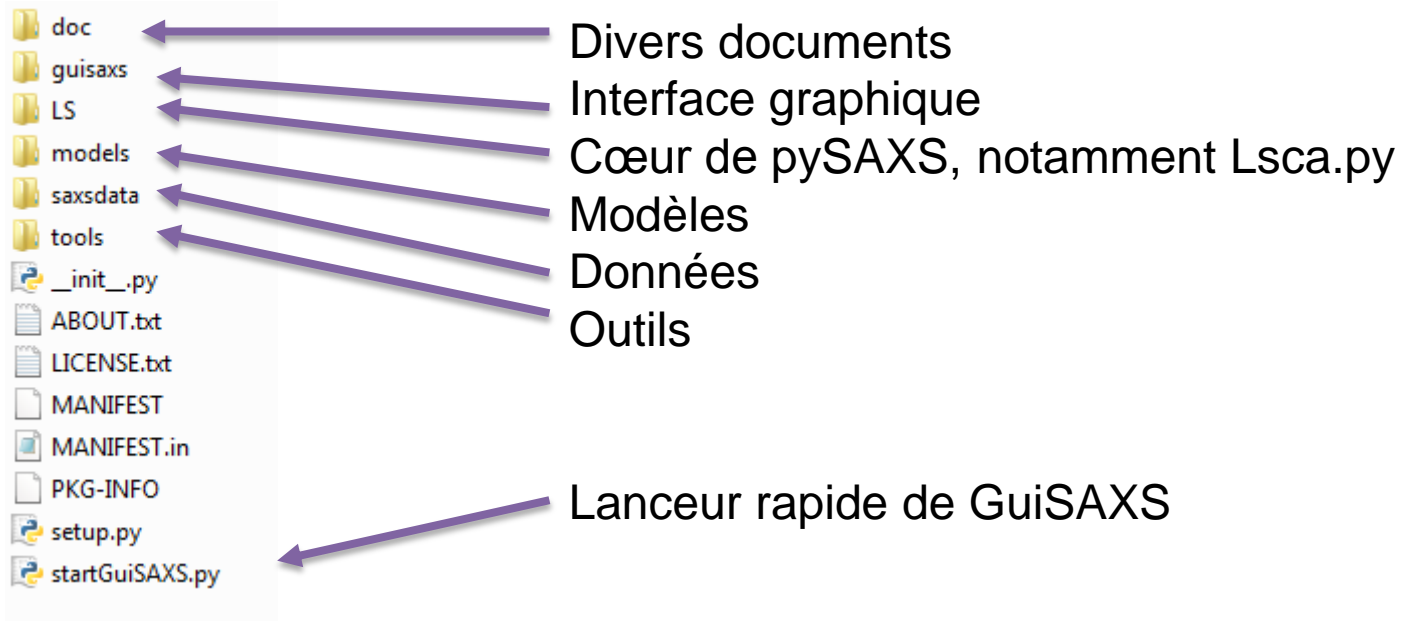 doc
guisaxs
LS
models
saxsdata
tools
__init__.py
ABOUT.txt
LICENSE.txt
MANIFEST
MANIFEST.in
PKG-INFO
setup.py
startGuiSAXS.py
Divers documents
Interface graphique
Cœur de pySAXS, notamment Lsca.py
Modèles
Données
Outils
Lanceur rapide de GuiSAXS